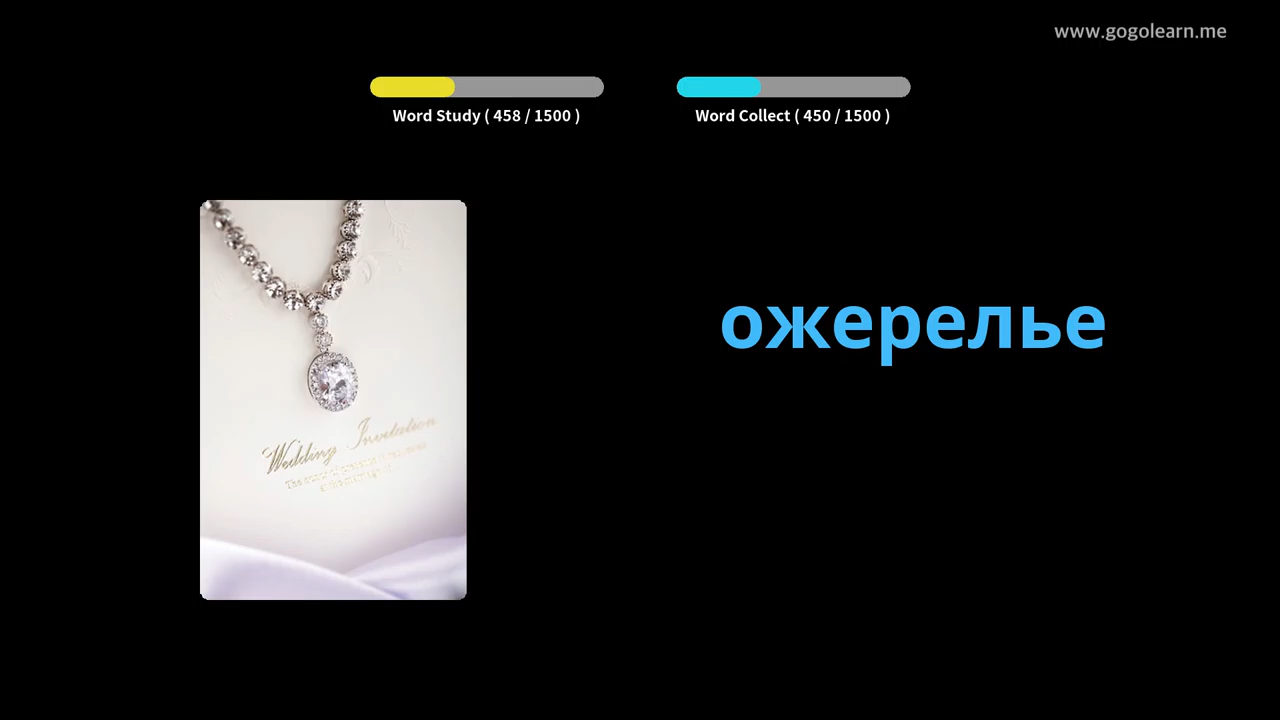 www.gogolearn.me
Word Study ( 458 / 1500 )
Word Collect ( 450 / 1500 )
ожерелье
Wedding Invitation